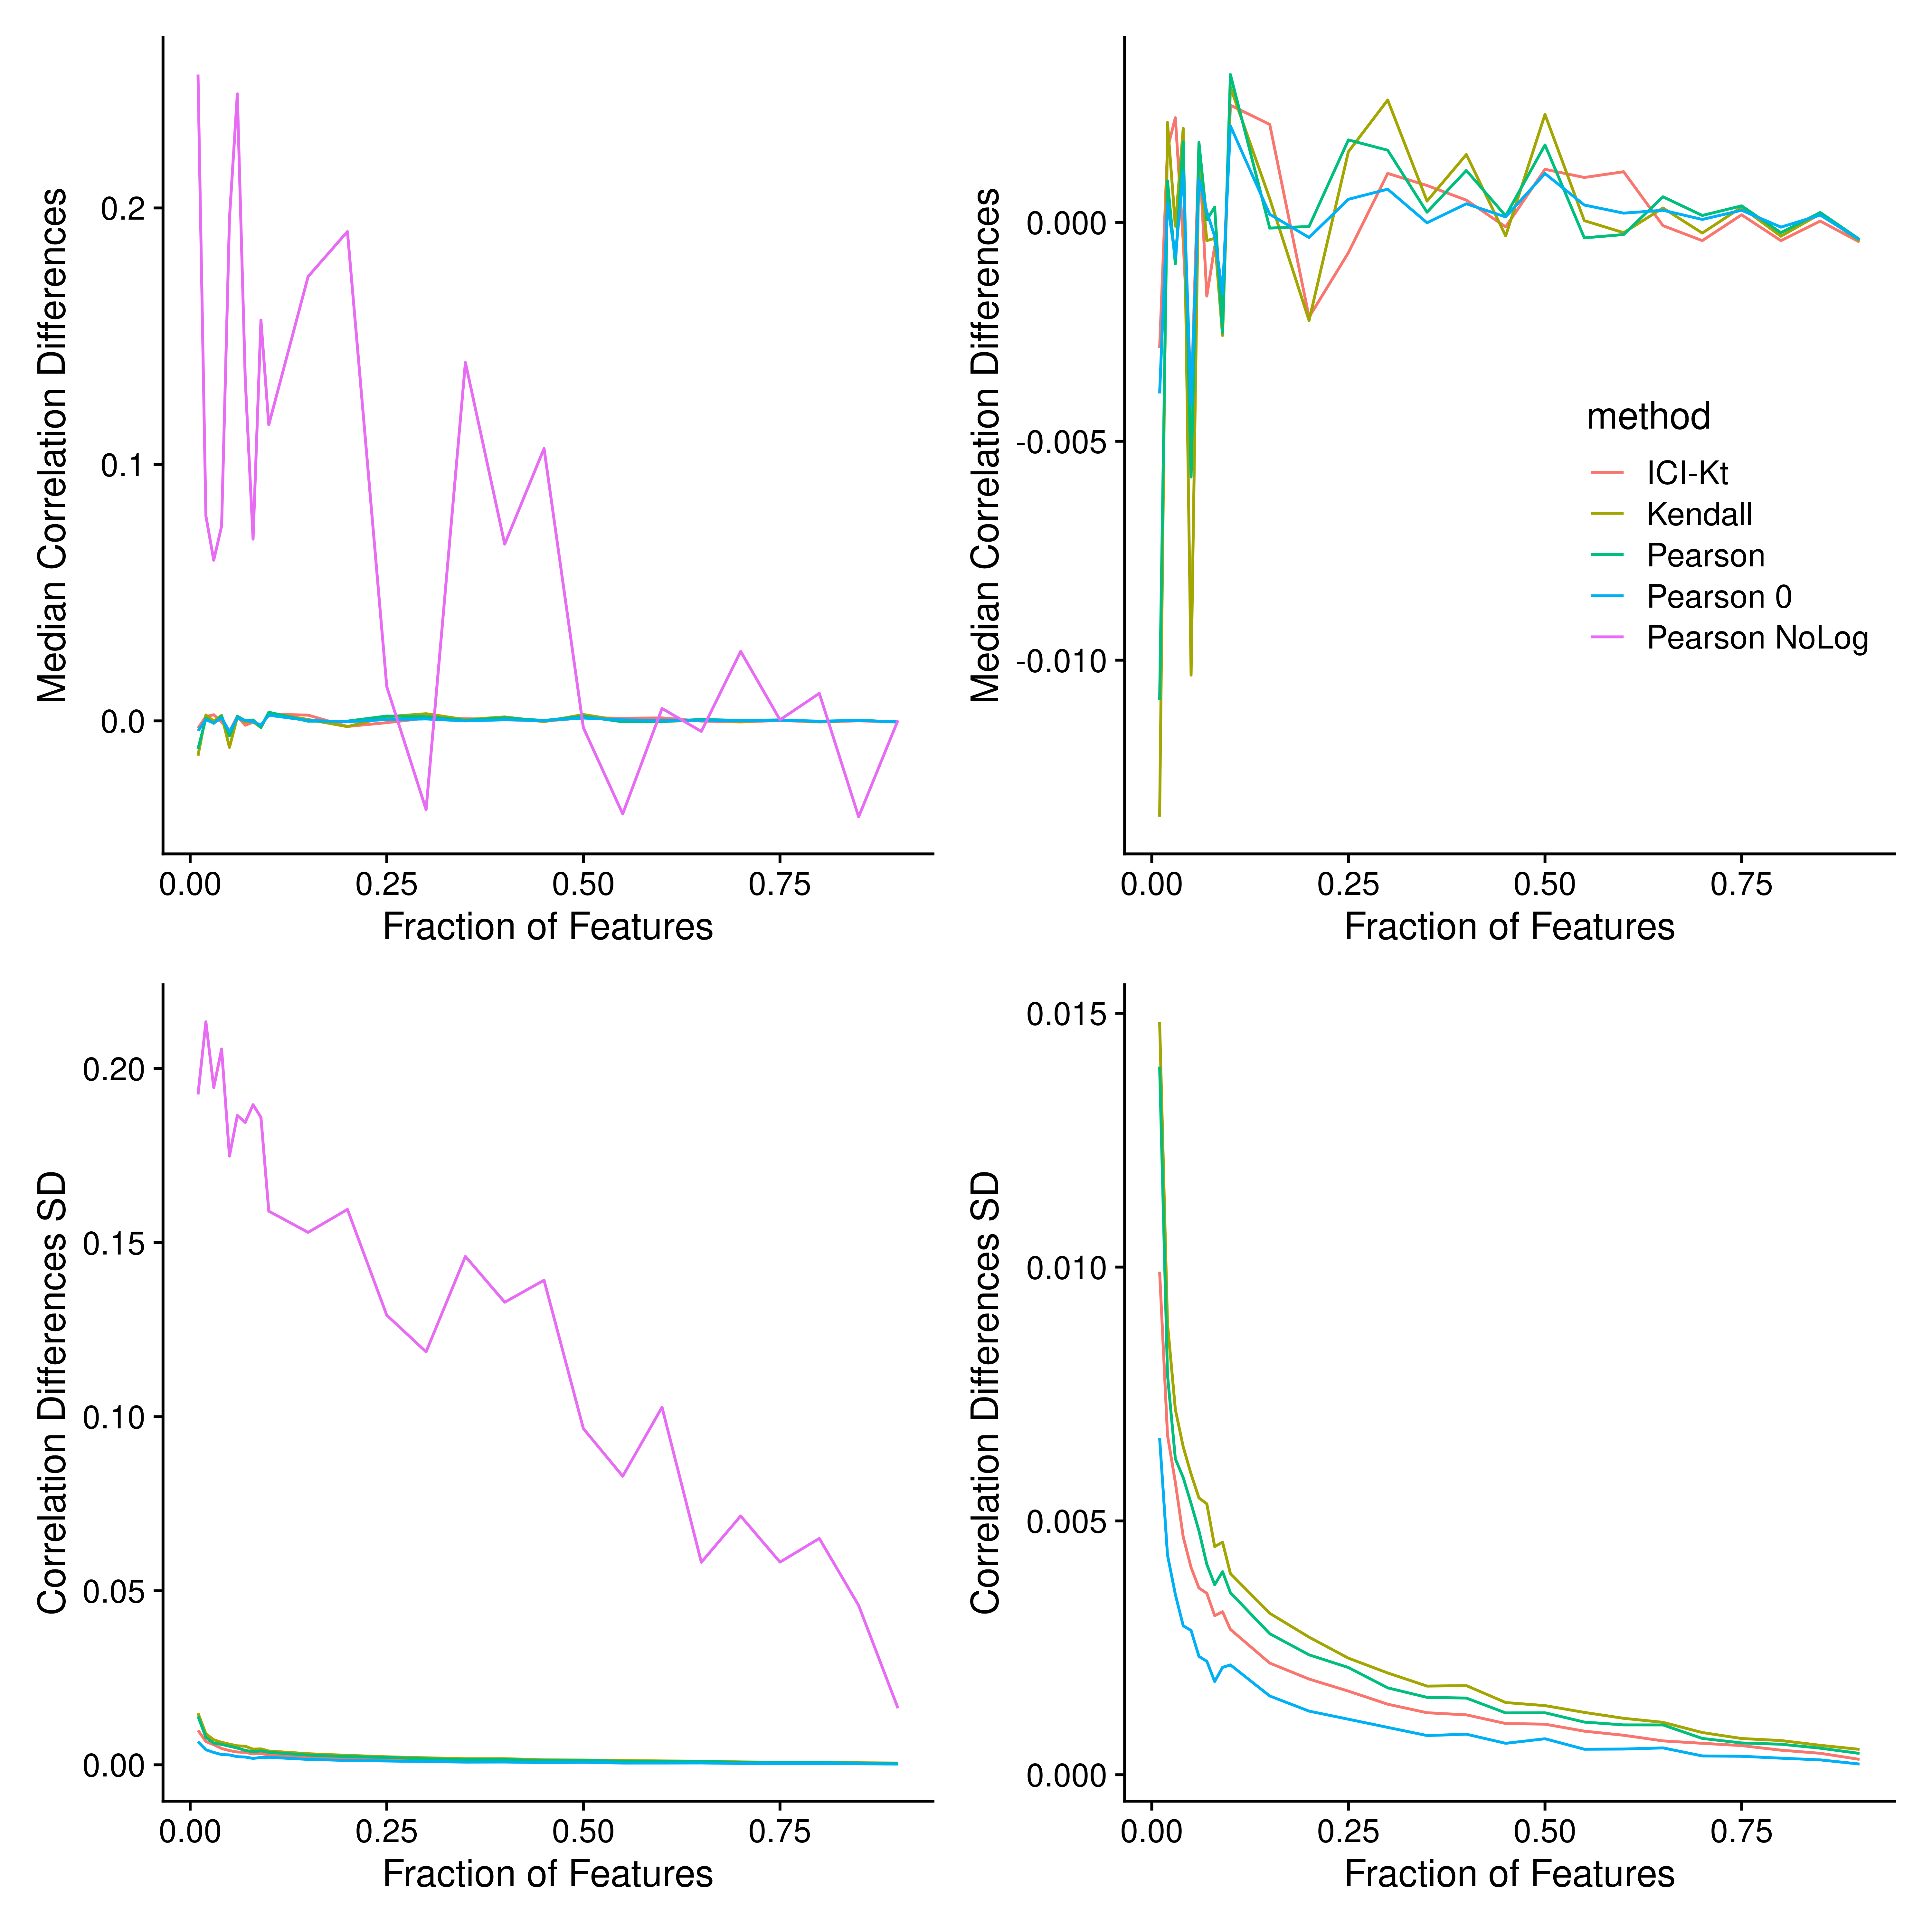 Median Correlation Differences
0.2
0.1
0.0
0.00 0.25 0.50 0.75
Fraction of Features
Median Correlation Differences
0.000
-0.005
-0.010
method
ICI-Kt
Kendall
Pearson
Pearson 0
Pearson NoLog
0.00 0.25 0.50 0.75
Fraction of Features
Correlation Differences SD
0.20
0.15
0.10
0.05
0.00
0.00 0.25 0.50 0.75
Fraction of Features
Correlation Differences SD
0.015
0.010
0.005
0.000
0.00 0.25 0.50 0.75
Fraction of Features